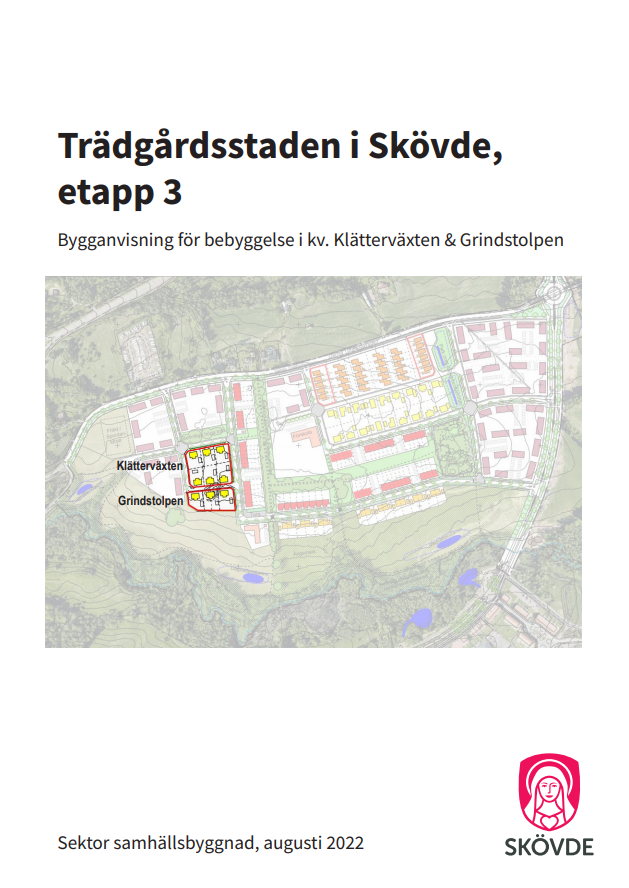 Trädgårdsstaden i Skövde,
etapp 3
Bygganvisning för bebyggelse i kv. Klätterväxten & Grindstolpen
Klätterväxten
Grindstolpen
Sektor samhällsbyggnad, augusti 2022
SKÖVDE